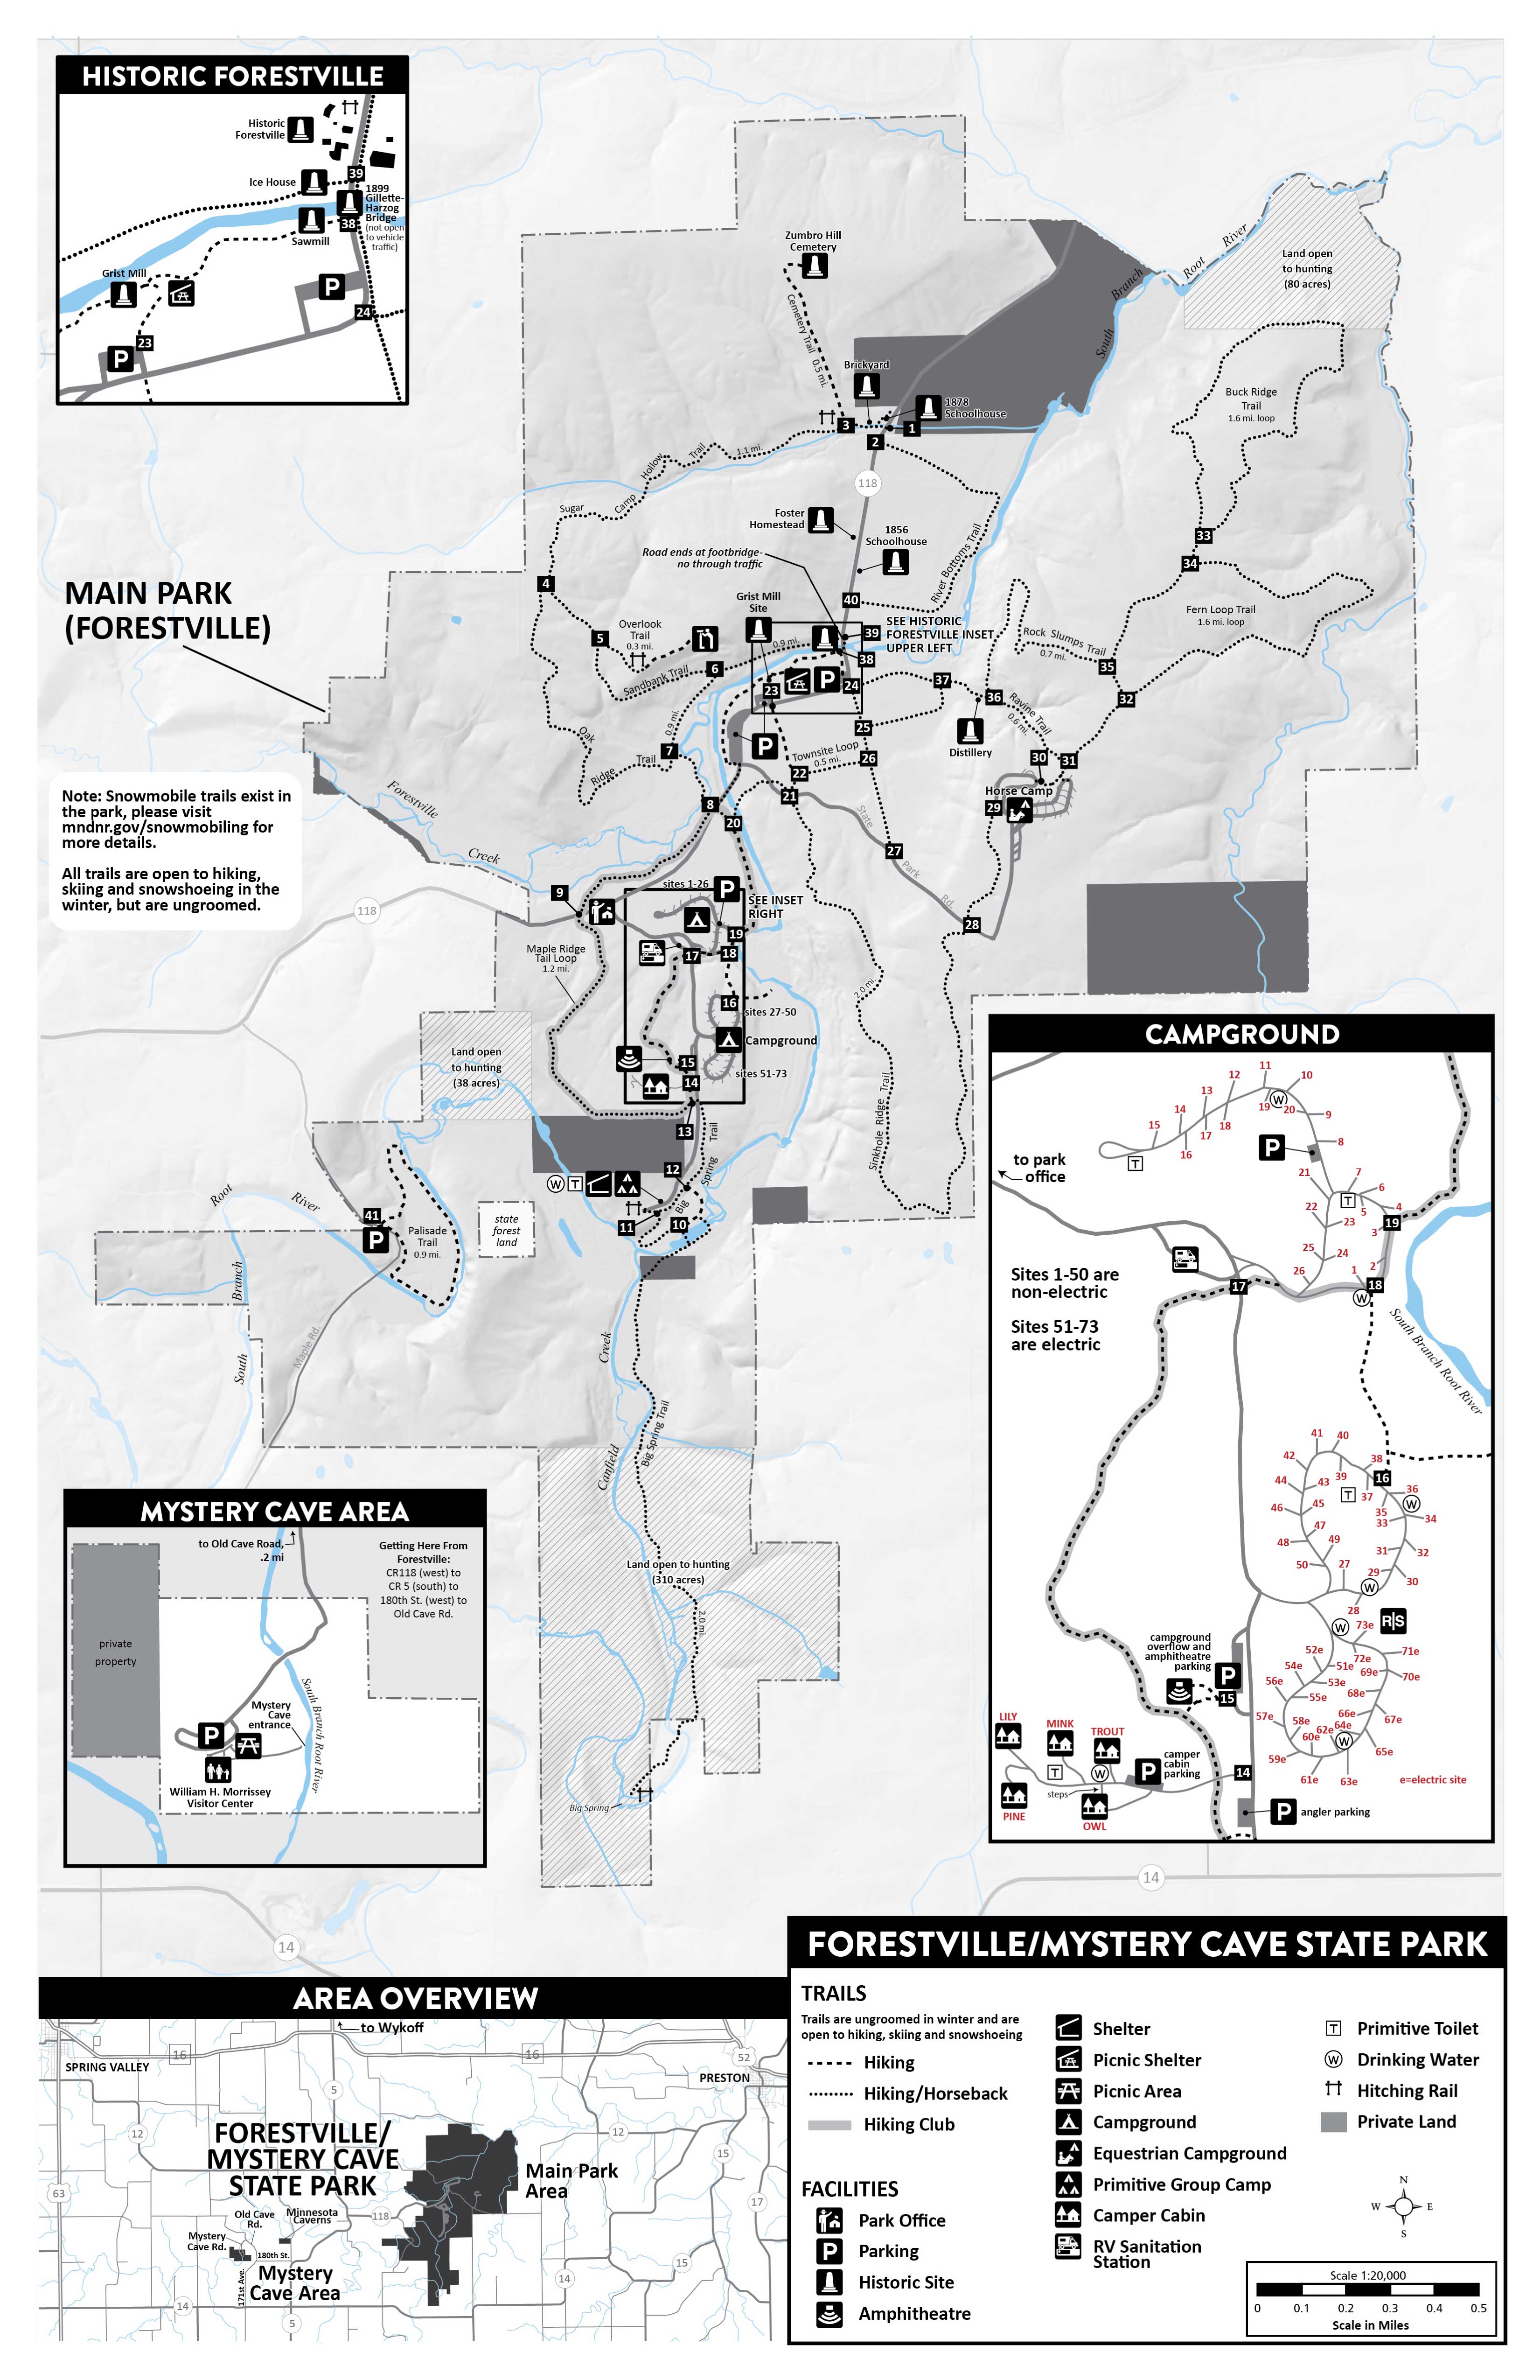 HISTORIC FORESTVILLE
Historic
Forestville
39
Ice House
1899
Gillette-
Harzog
Bridge
(not open
to vehicle
traffic)
38
Sawmill
Grist Mill
P
24
23
P
MAIN PARK
(FORESTVILLE)
Note: Snowmobile trails exist in
the park, please visit
mndnr.gov/snowmobiling for
more details.
All trails are open to hiking,
skiing and snowshoeing in the
winter, but are ungroomed.
Zumbro Hill
Cemetery
Cemetery Trail 0.5 mi.
Brickyard
1878
Schoolhouse
3
1
2
118
Sugar Camp Hollow Trail 1.1 mi.
South Branch Root River
Land open
to hunting
(80 acres)
Buck Ridge
Trail
1.6 mi. loop
33
34
Fern Loop Trail
1.6 mi. loop
Foster
Homestead
1856
Schoolhouse
Road ends at footbridge-
no through traffic
River Bottoms Trail
40
4
5
Overlook
Trail
0.3 mi.
Grist Mill
Site
0.9 mi.
39
SEE HISTORIC
FORESTVILLE INSET
UPPER LEFT
38
Sandbank Trail
6
23
P
24
37
36
Rock Slumps Trail
0.7 mi.
35
32
Ravine Trail
0.6 mi.
25
Distillery
0.9 mi.
7
P
Townsite Loop
0.5 mi.
26
22
21
30
31
Horse Camp
29
Oak Ridge Trail
8
20
State Park Rd.
27
28
Forestville Creek
118
9
sites 1-26
P
SEE INSET
RIGHT
19
18
17
Maple Ridge
Tail Loop
1.2 mi.
16
sites 27-50
Campground
15
sites 51-73
14
13
2.0 mi.
Sinkhole Ridge Trail
Land open
to hunting
(38 acres)
12
W
T
11
10
Big Spring Trail
Root River
41
P
Palisade
Trail
0.9 mi.
state
forest
land
South Branch
Maple Rd.
Canfield Creek
Big Spring Trail
Land open to hunting
(310 acres)
2.0 mi.
Big Spring
CAMPGROUND
11
10
12
13
W
19
20
9
14
18
15
17
16
T
P
8
21
7
T
6
5
4
22
23
3
19
to park
office
25
24
2
1
26
17
W
18
Sites 1-50 are
non-electric
Sites 51-73
are electric
South Branch Root River
41
40
42
38
39
16
44
43
T
37
36
W
46
45
35
33
34
47
48
49
31
32
50
27
29
W
30
28
R|S
W
73e
campground
overflow and
amphitheatre
parking
P
15
52e
72e
71e
54e
51e
69e
70e
56e
53e
55e
68e
57e
58e
66e
67e
62e
64e
60e
W
65e
59e
61e
63e
e=electric site
LILY
MINK
TROUT
T
W
camper
cabin
parking
P
steps
PINE
OWL
14
P
angler parking
MYSTERY CAVE AREA
to Old Cave Road,
.2 mi
Getting Here From
Forestville:
CR118 (west) to
CR 5 (south) to
180th St. (west) to
Old Cave Rd.
private
property
Mystery
Cave
entrance
South Branch Root River
P
William H. Morrissey
Visitor Center
14
14
AREA OVERVIEW
to Wykoff
SPRING VALLEY
16
16
52
PRESTON
5
12
12
15
63
FORESTVILLE/
MYSTERY CAVE
STATE PARK
Main Park
Area
17
Old Cave
Rd.
Minnesota
Caverns
118
Mystery
Cave Rd.
180th St.
Mystery
Cave Area
171st Ave.
15
14
14
5
FORESTVILLE/MYSTERY CAVE STATE PARK
TRAILS
Trails are ungroomed in winter and are
open to hiking, skiing and snowshoeing
Hiking
Hiking/Horseback
Hiking Club
FACILITIES
Park Office
P Parking
Historic Site
Amphitheatre
Shelter
Picnic Shelter
Picnic Area
Campground
Equestrian Campground
Primitive Group Camp
Camper Cabin
RV Sanitation
Station
T Primitive Toilet
W Drinking Water
Hitching Rail
Private Land
N
W E
S
Scale 1:20,000
0 0.1 0.2 0.3 0.4 0.5
Scale in Miles